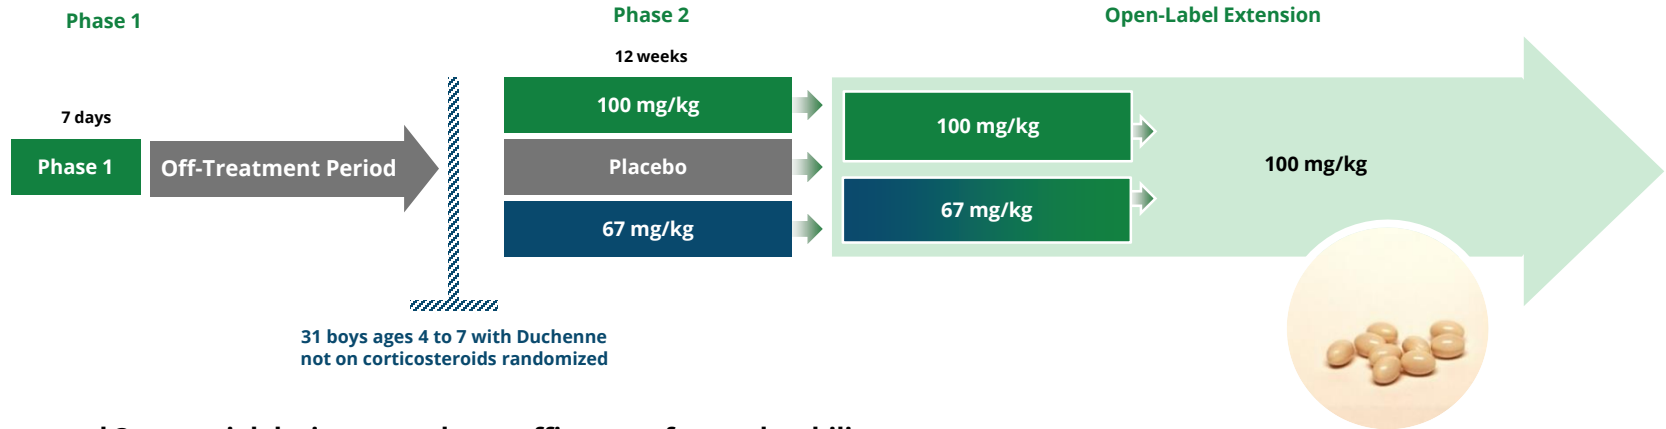 Phase 1
Phase 2
Open-Label Extension
12 weeks
7 days
Phase 1
Off-Treatment Period
100 mg/kg
Placebo
67 mg/kg
100 mg/kg
67 mg/kg
100 mg/kg
31 boys ages 4 to 7 with Duchenne
not on corticosteroids randomized